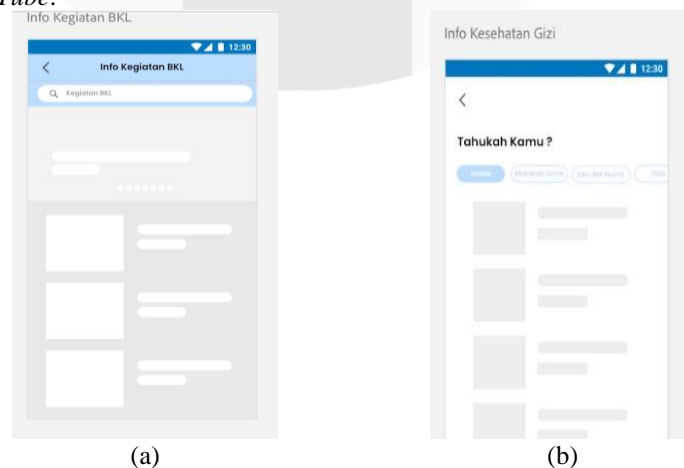 Tube.
Info Kegiatan BKL
12:30
Info Kegiatan BKL
Kegiatan BKL
(a)
Info Kesehatan Gizi
12:30
Tahukah Kamu ?
(b)